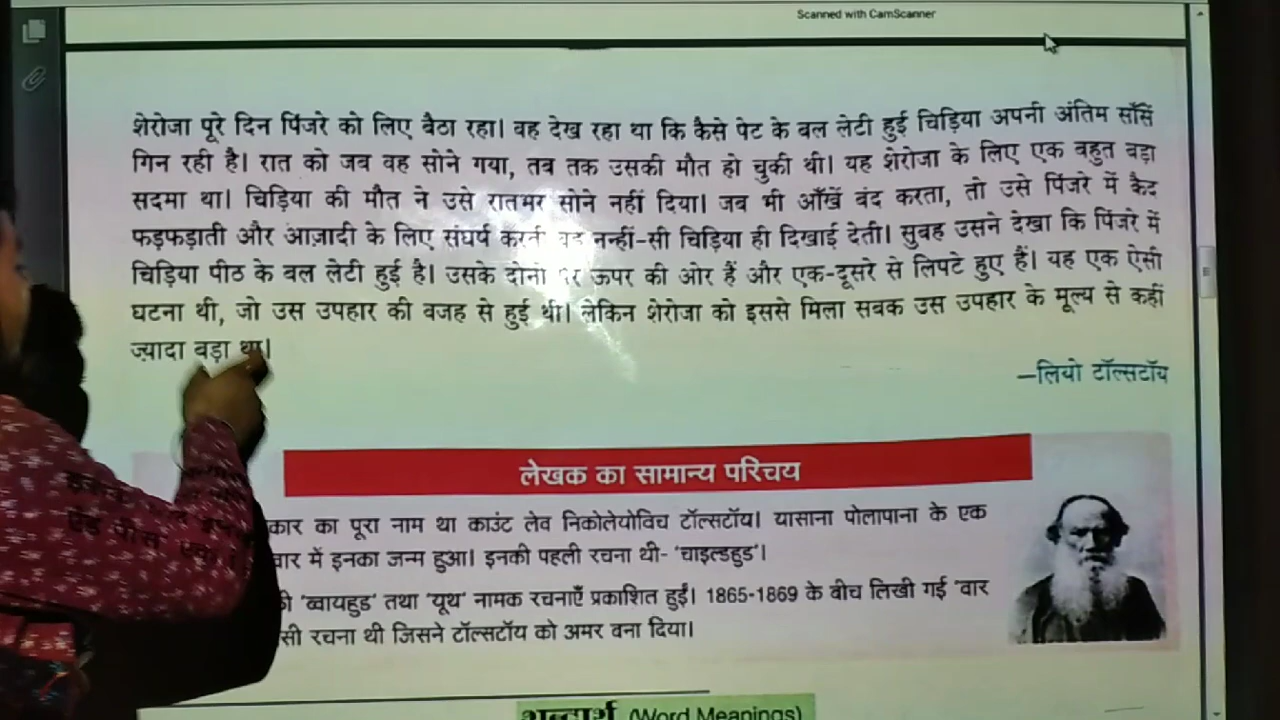 Scanned with CamScanner
शेरोजा पूरे दिन पिंजरे को लिए बैठा रहा। वह देख रहा था कि कैसे पेट के बल लेटी हुई चिड़िया अपनी अंतिम साँसें
गिन रही है। रात को जब वह सोने गया, तब तक उसकी मौत हो चुकी थी। यह शेरोजा के लिए एक बहुत बड़ा
सदमा था। चिड़िया की मौत ने उसे रातभर सोने नहीं दिया। जब भी आँखें बंद करता, तो उसे पिंजरे में कैद
फड़फड़ाती और आज़ादी के लिए संघर्ष करती वह नन्हीं-सी चिड़िया ही दिखाई देती। सुबह उसने देखा कि पिंजरे में
चिड़िया पीठ के बल लेटी हुई है। उसके दोनों पैर ऊपर की ओर हैं और एक-दूसरे से लिपटे हुए हैं। यह एक ऐसी
घटना थी, जो उस उपहार की वजह से हुई थी। लेकिन शेरोजा को इससे मिला सबक उस उपहार के मूल्य से कहीं
ज़्यादा बड़ा था।
—लियो टॉल्सटॉय
लेखक का सामान्य परिचय
कार का पूरा नाम था काउंट लेव निकोलेयोविच टॉल्सटॉय। यासाना पोलापाना के एक
वार में इनका जन्म हुआ। इनकी पहली रचना थी- 'चाइल्डहुड'।
'ब्वायहुड' तथा 'यूथ' नामक रचनाएँ प्रकाशित हुईं। 1865-1869 के बीच लिखी गई 'वार
सी रचना थी जिसने टॉल्सटॉय को अमर बना दिया।
शब्दार्थ (Word Meanings)